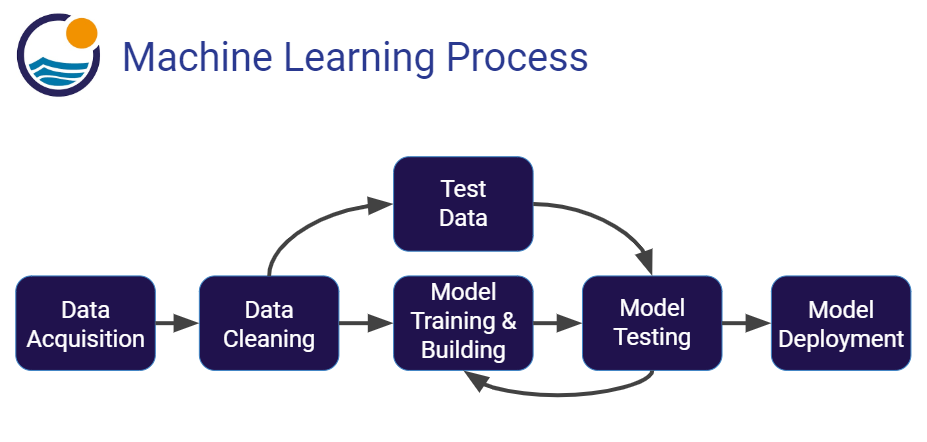 Machine Learning Process
Test
Data
Data
Acquisition
Data
Cleaning
Model
Training &
Building
Model
Testing
Model
Deployment